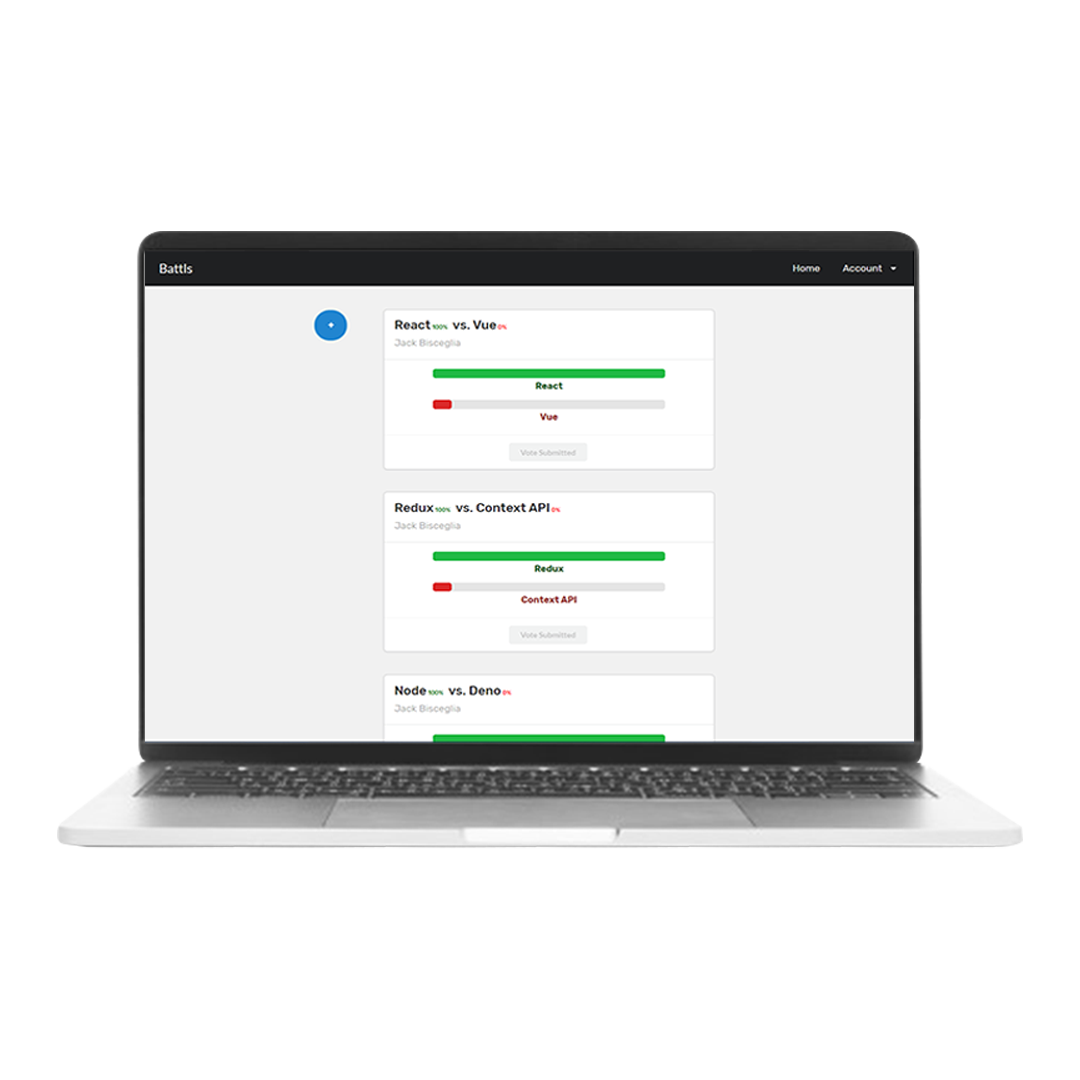 Battls
Home
Account
React 100% vs. Vue 0%
Jack Bisceglia
React
Vue
Vote Submitted
Redux 100% vs. Context API 0%
Jack Bisceglia
Redux
Context API
Vote Submitted
Node 100% vs. Deno 0%
Jack Bisceglia